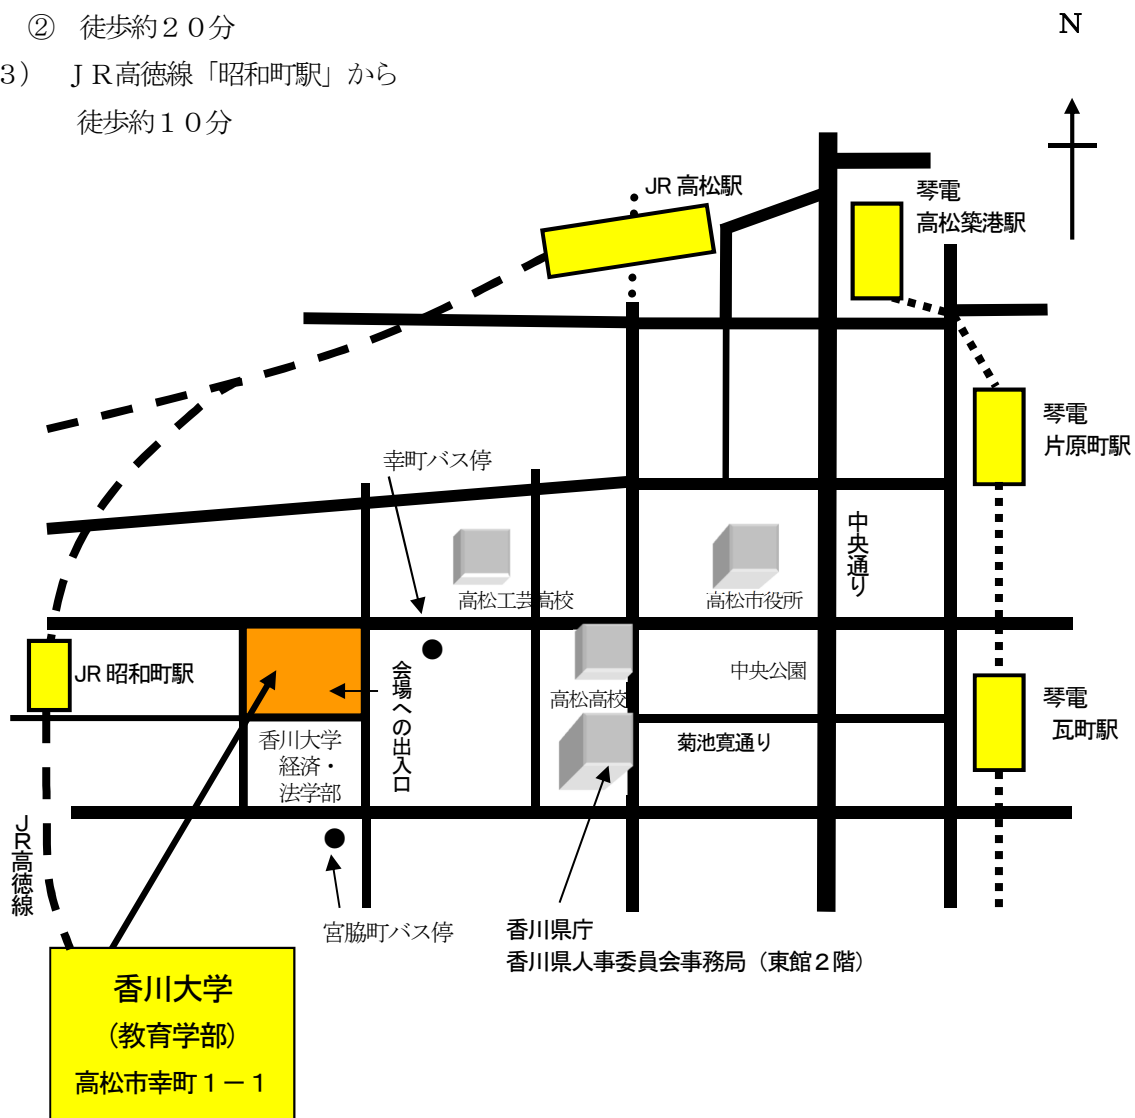 ② 徒歩約２０分
N
3） ＪＲ高徳線「昭和町駅」から
徒歩約１０分
JR 高松駅
琴電
高松築港駅
琴電
片原町駅
幸町バス停
中央通り
高松工芸高校
高松市役所
JR 昭和町駅
会場への出入口
高松高校
中央公園
琴電
瓦町駅
菊池寛通り
香川大学
経済・
法学部
ＪＲ高徳線
宮脇町バス停
香川県庁
香川県人事委員会事務局（東館２階）
香川大学
（教育学部）
高松市幸町１－１